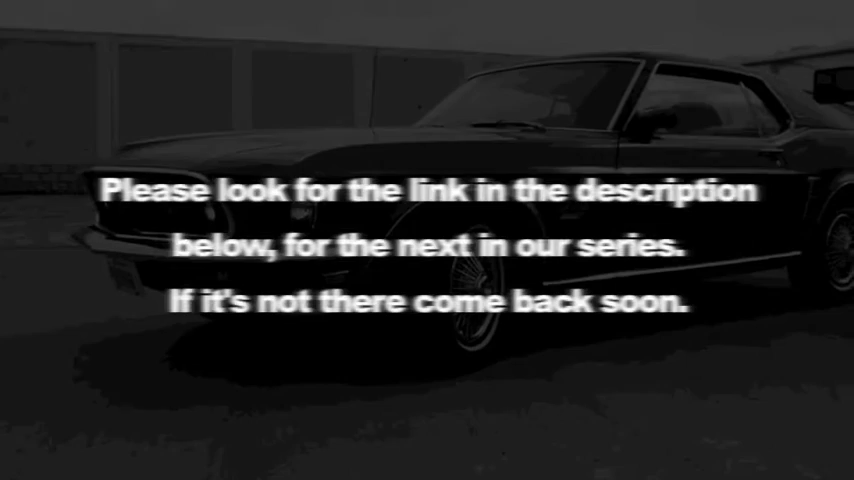 Please look for the link in the description
below, for the next in our series.
If it's not there come back soon.